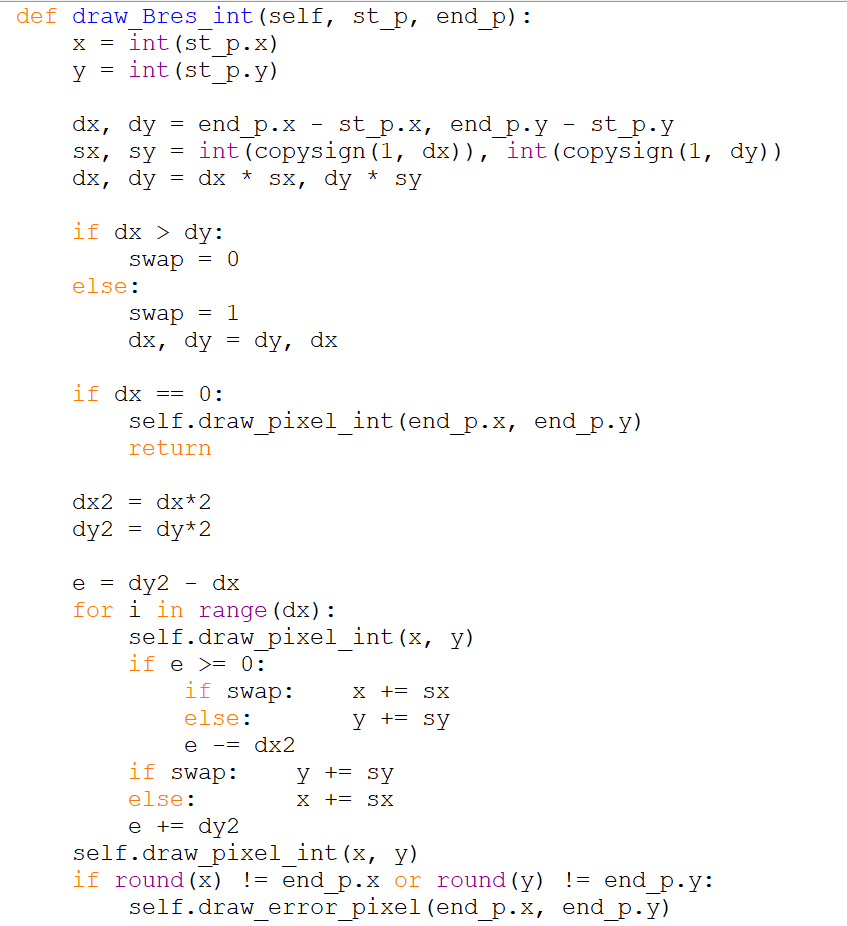 def draw_Bres_int(self, st_p, end_p):
    x = int(st_p.x)
    y = int(st_p.y)

    dx, dy = end_p.x - st_p.x, end_p.y - st_p.y
    sx, sy = int(copysign(1, dx)), int(copysign(1, dy))
    dx, dy = dx * sx, dy * sy

    if dx > dy:
        swap = 0
    else:
        swap = 1
        dx, dy = dy, dx

    if dx == 0:
        self.draw_pixel_int(end_p.x, end_p.y)
        return

    dx2 = dx*2
    dy2 = dy*2

    e = dy2 - dx
    for i in range(dx):
        self.draw_pixel_int(x, y)
        if e >= 0:
            if swap:    x += sx
            else:       y += sy
            e -= dx2
        if swap:    y += sy
        else:       x += sx
        e += dy2
    self.draw_pixel_int(x, y)
    if round(x) != end_p.x or round(y) != end_p.y:
        self.draw_error_pixel(end_p.x, end_p.y)